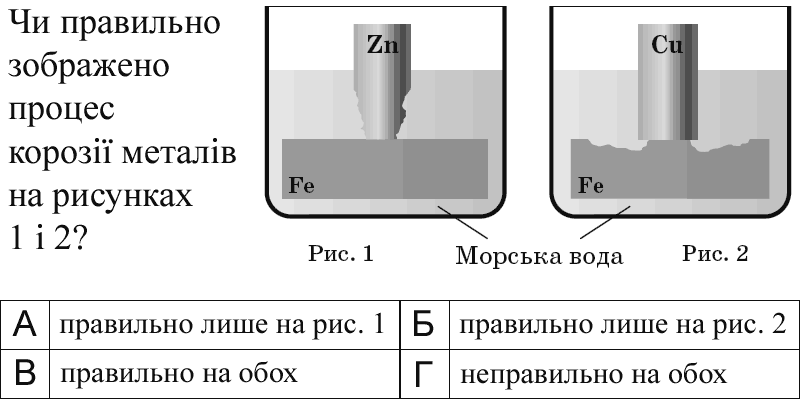 Чи правильно
зображено
процес
корозії металів
на рисунках
1 і 2?
Zn
Fe
Рис. 1
Cu
Fe
Рис. 2
Морська вода
А правильно лише на рис. 1
Б правильно лише на рис. 2
В правильно на обох
Г неправильно на обох